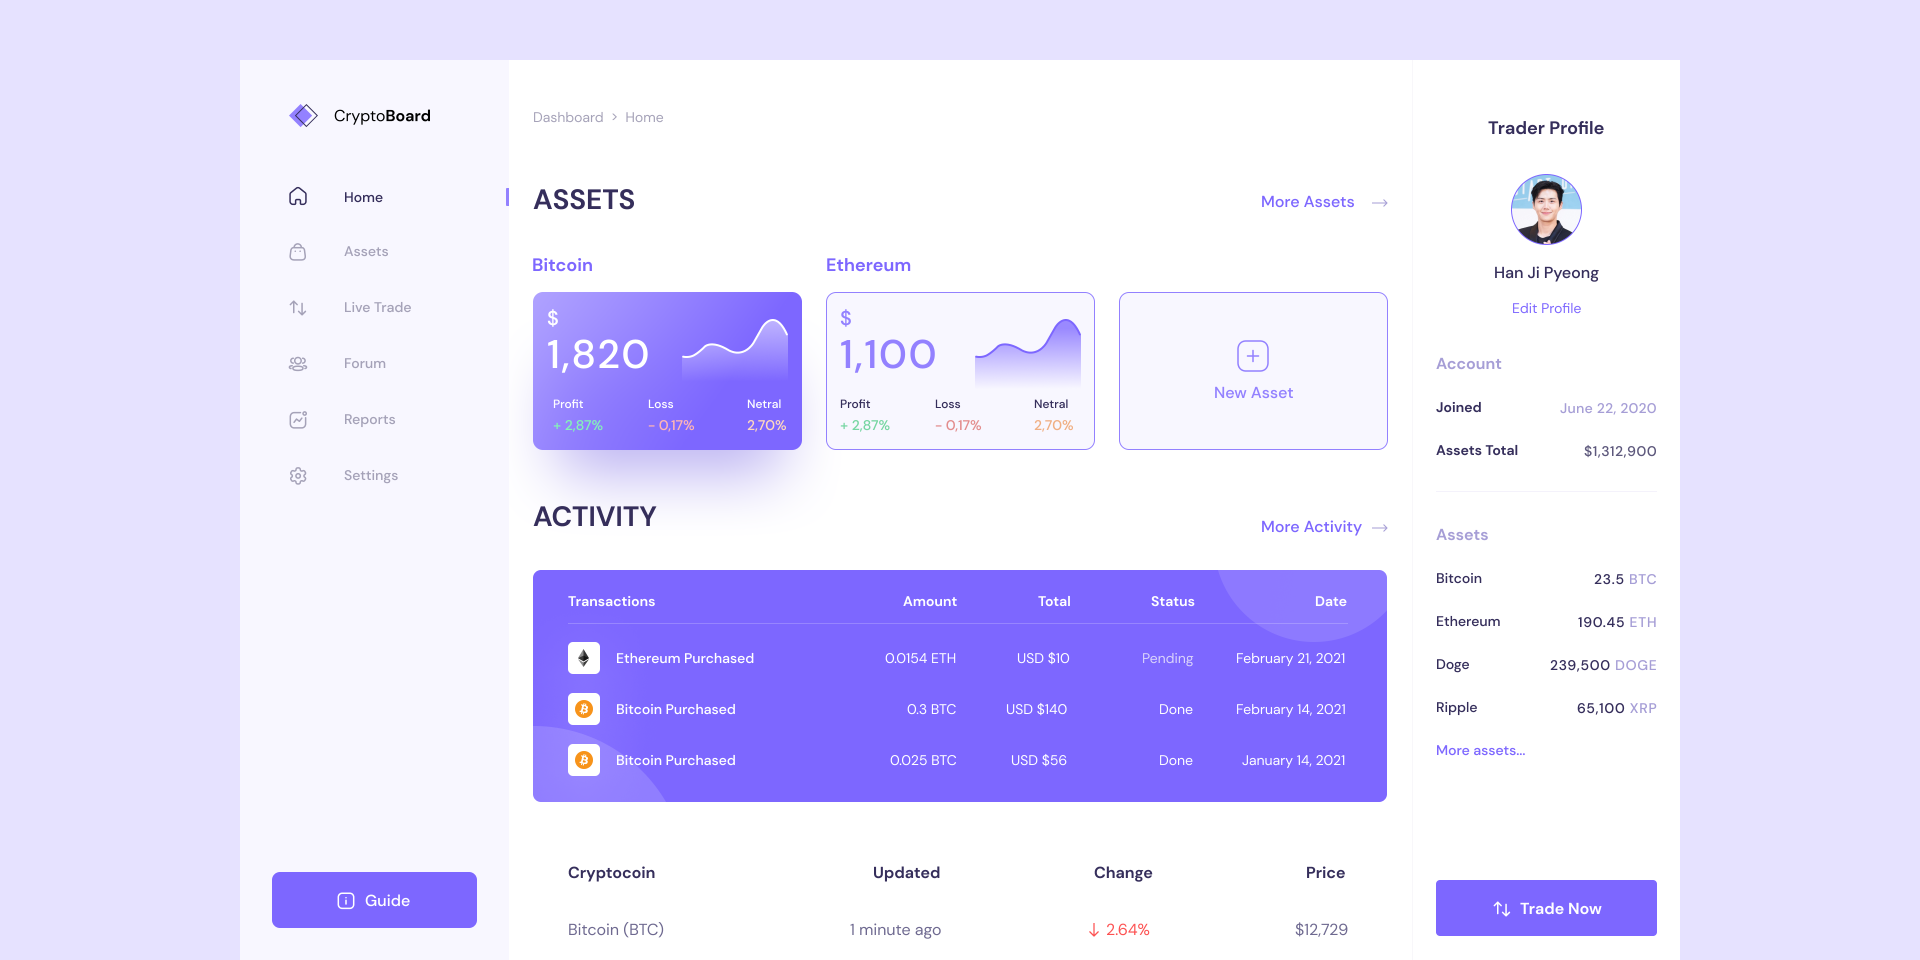 CryptoBoard
Home
Assets
Live Trade
Forum
Reports
Settings
Guide
Dashboard > Home
ASSETS
More Assets
Bitcoin
$
1,820
Profit Loss Netral
+ 2,87% - 0,17% 2,70%
Ethereum
$
1,100
Profit Loss Netral
+ 2,87% - 0,17% 2,70%
New Asset
ACTIVITY
More Activity
Transactions Amount Total Status Date
Ethereum Purchased 0.0154 ETH USD $10 Pending February 21, 2021
Bitcoin Purchased 0.3 BTC USD $140 Done February 14, 2021
Bitcoin Purchased 0.025 BTC USD $56 Done January 14, 2021
Cryptocoin Updated Change Price
Bitcoin (BTC) 1 minute ago 2.64% $12,729
Trader Profile
Han Ji Pyeong
Edit Profile
Account
Joined June 22, 2020
Assets Total $1,312,900
Assets
Bitcoin 23.5 BTC
Ethereum 190.45 ETH
Doge 239,500 DOGE
Ripple 65,100 XRP
More assets...
Trade Now